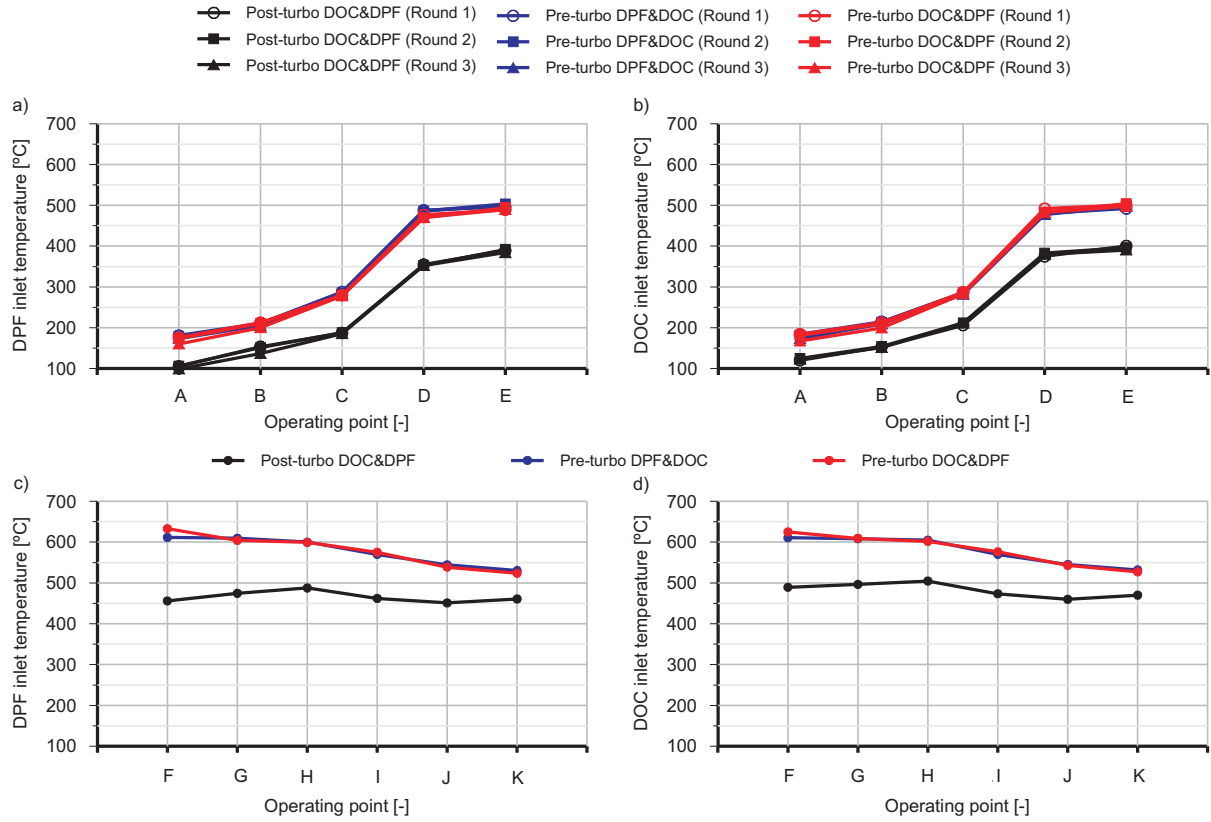 Post-turbo DOC&DPF (Round 1) Pre-turbo DPF&DOC (Round 1) Pre-turbo DOC&DPF (Round 1)
Post-turbo DOC&DPF (Round 2) Pre-turbo DPF&DOC (Round 2) Pre-turbo DOC&DPF (Round 2)
Post-turbo DOC&DPF (Round 3) Pre-turbo DPF&DOC (Round 3) Pre-turbo DOC&DPF (Round 3)
a)
DPF inlet temperature [ºC]
700
600
500
400
300
200
100
A B C D E
Operating point [-]
b)
DOC inlet temperature [ºC]
700
600
500
400
300
200
100
A B C D E
Operating point [-]
Post-turbo DOC&DPF Pre-turbo DPF&DOC Pre-turbo DOC&DPF
c)
DPF inlet temperature [ºC]
700
600
500
400
300
200
100
F G H I J K
Operating point [-]
d)
DOC inlet temperature [ºC]
700
600
500
400
300
200
100
F G H .I J K
Operating point [-]